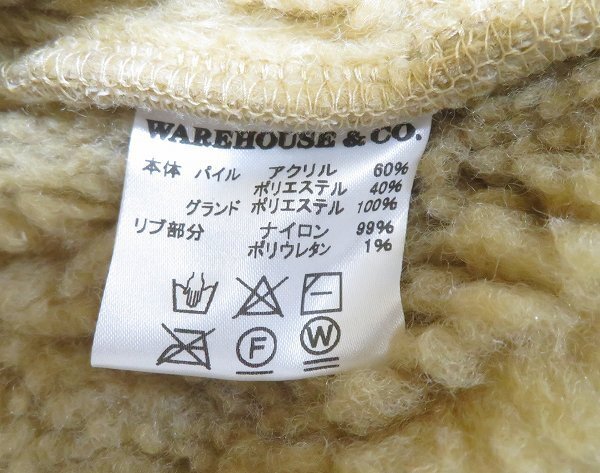 WAREHOUSE & CO.
本体 パイル アクリル 60%
ポリエステル 40%
グランド ポリエステル 100%
リブ部分 ナイロン 99%
ポリウレタン 1%
F W